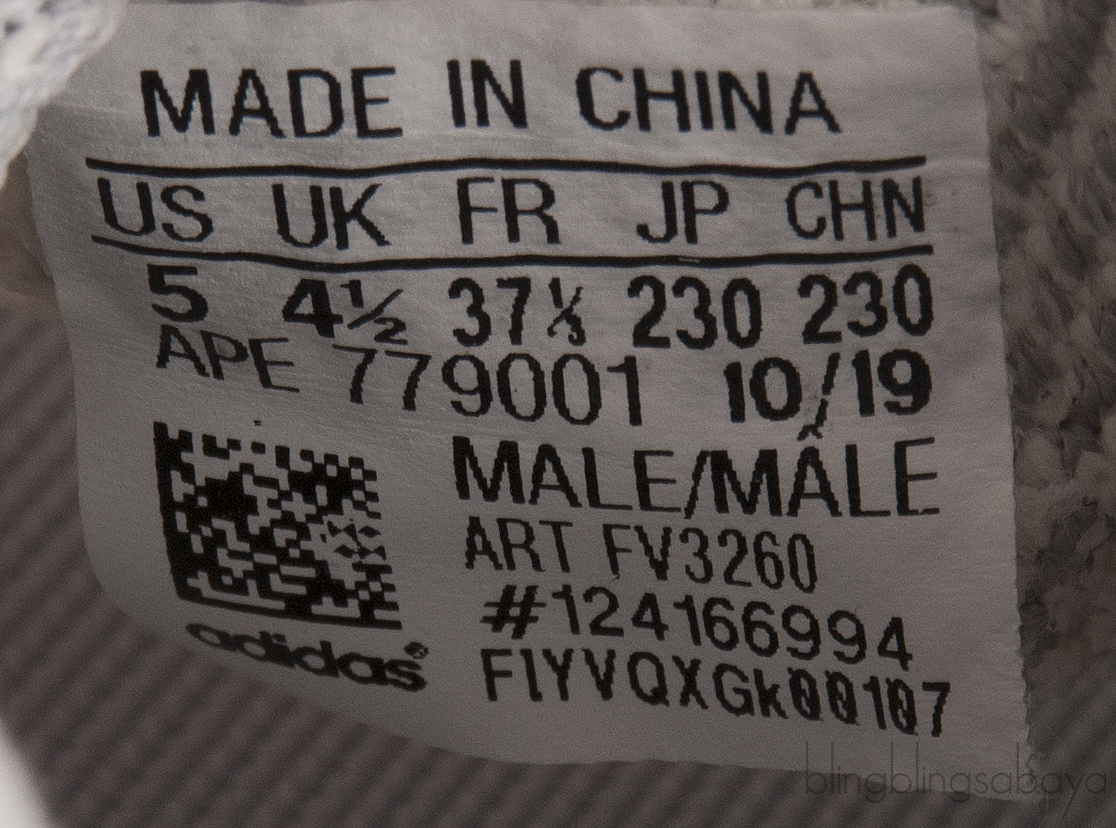 MADE IN CHINA
US UK FR JP CHN
5 4½ 37⅓ 230 230
APE 779001 10/19
MALE/MÂLE
ART FV3260
#124166994
FlYVQXGk00107
adidas®
blingblingsabaya